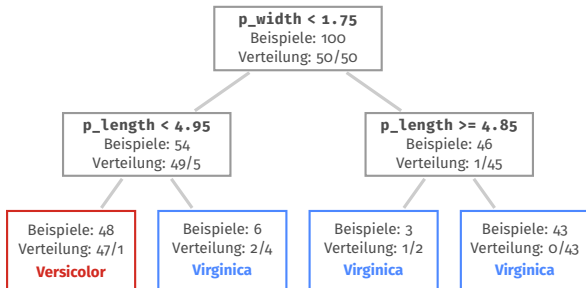 p_width < 1.75
Beispiele: 100
Verteilung: 50/50
p_length < 4.95
Beispiele: 54
Verteilung: 49/5
p_length >= 4.85
Beispiele: 46
Verteilung: 1/45
Beispiele: 48
Verteilung: 47/1
Versicolor
Beispiele: 6
Verteilung: 2/4
Virginica
Beispiele: 3
Verteilung: 1/2
Virginica
Beispiele: 43
Verteilung: 0/43
Virginica